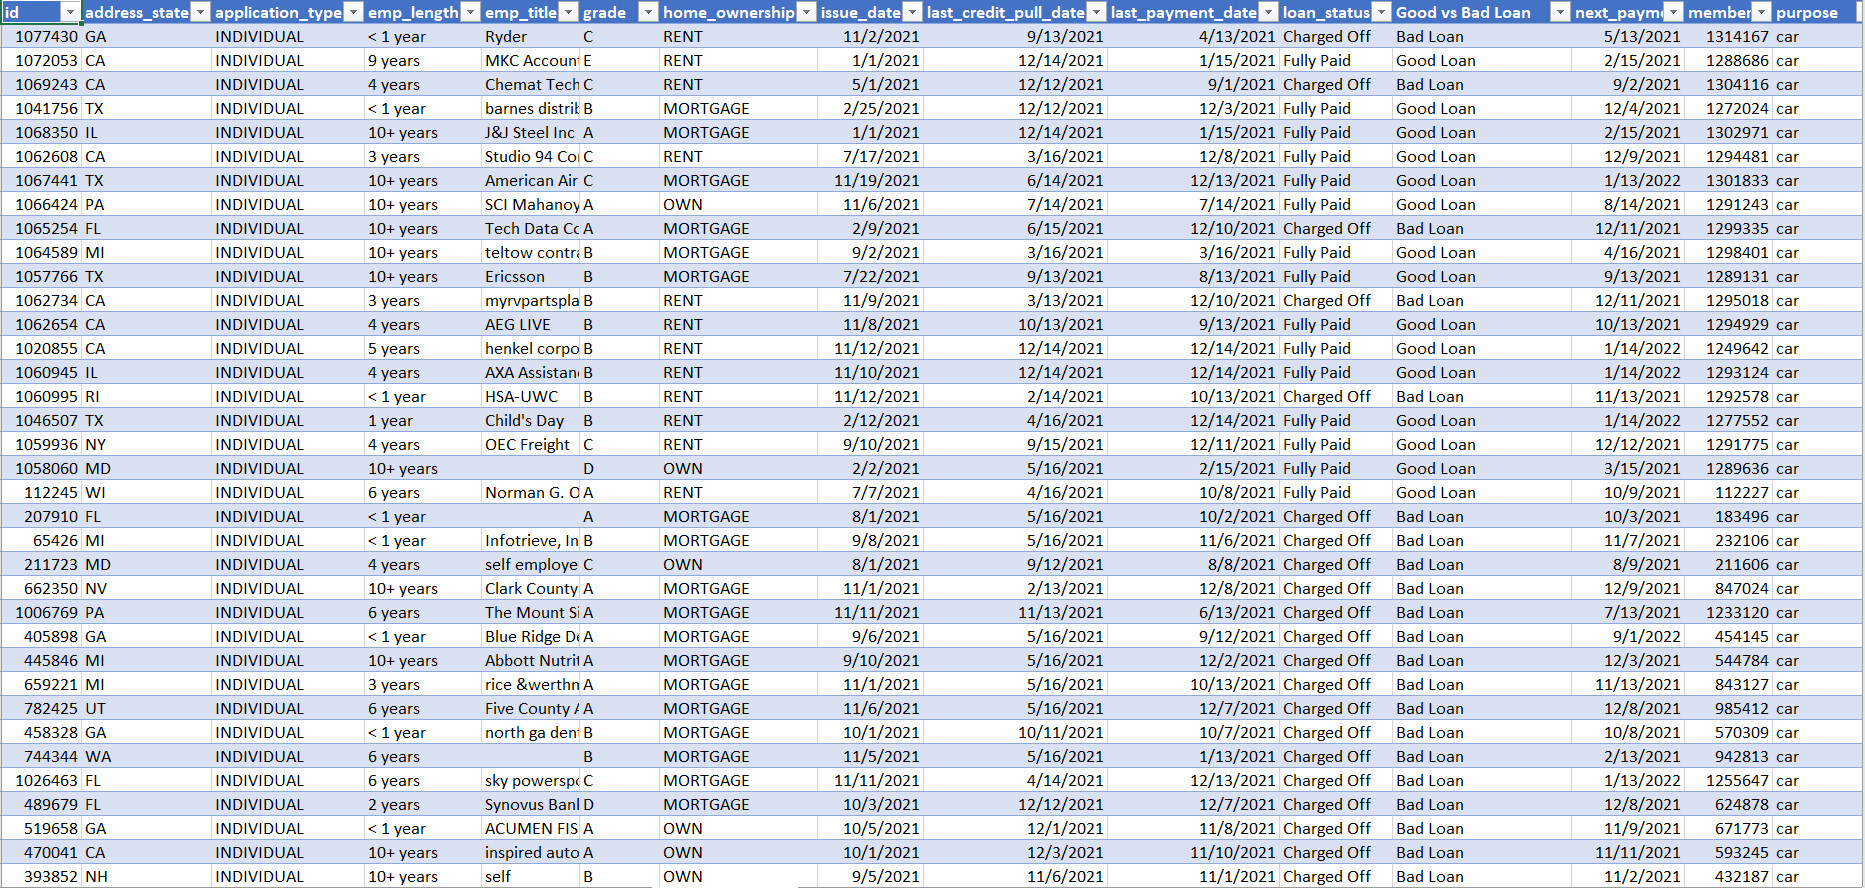 id address_state application_type emp_length emp_title grade home_ownership issue_date last_credit_pull_date last_payment_date loan_status Good vs Bad Loan next_paym member purpose
1077430 GA INDIVIDUAL < 1 year Ryder C RENT 11/2/2021 9/13/2021 4/13/2021 Charged Off Bad Loan 5/13/2021 1314167 car
1072053 CA INDIVIDUAL 9 years MKC Accoun E RENT 1/1/2021 12/14/2021 1/15/2021 Fully Paid Good Loan 2/15/2021 1288686 car
1069243 CA INDIVIDUAL 4 years Chemat Tech C RENT 5/1/2021 12/12/2021 9/1/2021 Charged Off Bad Loan 9/2/2021 1304116 car
1041756 TX INDIVIDUAL < 1 year barnes distrib B MORTGAGE 2/25/2021 12/12/2021 12/3/2021 Fully Paid Good Loan 12/4/2021 1272024 car
1068350 IL INDIVIDUAL 10+ years J&J Steel Inc A MORTGAGE 1/1/2021 12/14/2021 1/15/2021 Fully Paid Good Loan 2/15/2021 1302971 car
1062608 CA INDIVIDUAL 3 years Studio 94 Co C RENT 7/17/2021 3/16/2021 12/8/2021 Fully Paid Good Loan 12/9/2021 1294481 car
1067441 TX INDIVIDUAL 10+ years American Air C MORTGAGE 11/19/2021 6/14/2021 12/13/2021 Fully Paid Good Loan 1/13/2022 1301833 car
1066424 PA INDIVIDUAL 10+ years SCI Mahanoy A OWN 11/6/2021 7/14/2021 7/14/2021 Fully Paid Good Loan 8/14/2021 1291243 car
1065254 FL INDIVIDUAL 10+ years Tech Data Co A MORTGAGE 2/9/2021 6/15/2021 12/10/2021 Charged Off Bad Loan 12/11/2021 1299335 car
1064589 MI INDIVIDUAL 10+ years teltow contra B MORTGAGE 9/2/2021 3/16/2021 3/16/2021 Fully Paid Good Loan 4/16/2021 1298401 car
1057766 TX INDIVIDUAL 10+ years Ericsson B MORTGAGE 7/22/2021 9/13/2021 8/13/2021 Fully Paid Good Loan 9/13/2021 1289131 car
1062734 CA INDIVIDUAL 3 years myrvpartspla B RENT 11/9/2021 3/13/2021 12/10/2021 Charged Off Bad Loan 12/11/2021 1295018 car
1062654 CA INDIVIDUAL 4 years AEG LIVE B RENT 11/8/2021 10/13/2021 9/13/2021 Fully Paid Good Loan 10/13/2021 1294929 car
1020855 CA INDIVIDUAL 5 years henkel corpo B RENT 11/12/2021 12/14/2021 12/14/2021 Fully Paid Good Loan 1/14/2022 1249642 car
1060945 IL INDIVIDUAL 4 years AXA Assistan B RENT 11/10/2021 12/14/2021 12/14/2021 Fully Paid Good Loan 1/14/2022 1293124 car
1060995 RI INDIVIDUAL < 1 year HSA-UWC B RENT 11/12/2021 2/14/2021 10/13/2021 Charged Off Bad Loan 11/13/2021 1292578 car
1046507 TX INDIVIDUAL 1 year Child's Day B RENT 2/12/2021 4/16/2021 12/14/2021 Fully Paid Good Loan 1/14/2022 1277552 car
1059936 NY INDIVIDUAL 4 years OEC Freight C RENT 9/10/2021 9/15/2021 12/11/2021 Fully Paid Good Loan 12/12/2021 1291775 car
1058060 MD INDIVIDUAL 10+ years D OWN 2/2/2021 5/16/2021 2/15/2021 Fully Paid Good Loan 3/15/2021 1289636 car
112245 WI INDIVIDUAL 6 years Norman G. O A RENT 7/7/2021 4/16/2021 10/8/2021 Fully Paid Good Loan 10/9/2021 112227 car
207910 FL INDIVIDUAL < 1 year A MORTGAGE 8/1/2021 5/16/2021 10/2/2021 Charged Off Bad Loan 10/3/2021 183496 car
65426 MI INDIVIDUAL < 1 year Infotrieve, In B MORTGAGE 9/8/2021 5/16/2021 11/6/2021 Charged Off Bad Loan 11/7/2021 232106 car
211723 MD INDIVIDUAL 4 years self employe C OWN 8/1/2021 9/12/2021 8/8/2021 Charged Off Bad Loan 8/9/2021 211606 car
662350 NV INDIVIDUAL 10+ years Clark County A MORTGAGE 11/1/2021 2/13/2021 12/8/2021 Charged Off Bad Loan 12/9/2021 847024 car
1006769 PA INDIVIDUAL 6 years The Mount Si A MORTGAGE 11/11/2021 11/13/2021 6/13/2021 Charged Off Bad Loan 7/13/2021 1233120 car
405898 GA INDIVIDUAL < 1 year Blue Ridge De A MORTGAGE 9/6/2021 5/16/2021 9/12/2021 Charged Off Bad Loan 9/1/2022 454145 car
445846 MI INDIVIDUAL 10+ years Abbott Nutrit A MORTGAGE 9/10/2021 5/16/2021 12/2/2021 Charged Off Bad Loan 12/3/2021 544784 car
659221 MI INDIVIDUAL 3 years rice &werthn A MORTGAGE 11/1/2021 5/16/2021 10/13/2021 Charged Off Bad Loan 11/13/2021 843127 car
782425 UT INDIVIDUAL 6 years Five County A A MORTGAGE 11/6/2021 5/16/2021 12/7/2021 Charged Off Bad Loan 12/8/2021 985412 car
458328 GA INDIVIDUAL < 1 year north ga den B MORTGAGE 10/1/2021 10/11/2021 10/7/2021 Charged Off Bad Loan 10/8/2021 570309 car
744344 WA INDIVIDUAL 6 years B MORTGAGE 11/5/2021 5/16/2021 1/13/2021 Charged Off Bad Loan 2/13/2021 942813 car
1026463 FL INDIVIDUAL 6 years sky powerspo C MORTGAGE 11/11/2021 4/14/2021 12/13/2021 Charged Off Bad Loan 1/13/2022 1255647 car
489679 FL INDIVIDUAL 2 years Synovus Bank D MORTGAGE 10/3/2021 12/12/2021 12/7/2021 Charged Off Bad Loan 12/8/2021 624878 car
519658 GA INDIVIDUAL < 1 year ACUMEN FIS A OWN 10/5/2021 12/1/2021 11/8/2021 Charged Off Bad Loan 11/9/2021 671773 car
470041 CA INDIVIDUAL 10+ years inspired auto A OWN 10/1/2021 12/3/2021 11/10/2021 Charged Off Bad Loan 11/11/2021 593245 car
393852 NH INDIVIDUAL 10+ years self B OWN 9/5/2021 11/6/2021 11/1/2021 Charged Off Bad Loan 11/2/2021 432187 car